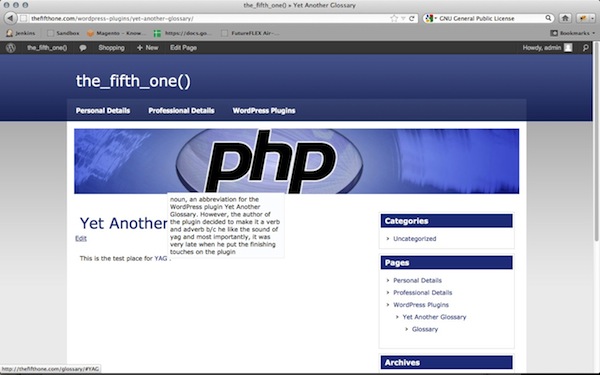 the_fifth_one() » Yet Another Glossary
thefifthone.com/wordpress-plugins/yet-another-glossary/
GNU General Public License
Jenkins
Sandbox
Magento - Know...
https://docs.go...
FutureFLEX Air-...
Bookmarks
the_fifth_one()
Shopping
+ New
Edit Page
Howdy, admin
the_fifth_one()
Personal Details
Professional Details
WordPress Plugins
php
Yet Another
Edit
This is the test place for YAG .
noun, an abbreviation for the
WordPress plugin Yet Another
Glossary. However, the author of
the plugin decided to make it a verb
and adverb b/c he like the sound of
yag and most importantly, it was
very late when he put the finishing
touches on the plugin
Categories
Uncategorized
Pages
Personal Details
Professional Details
WordPress Plugins
Yet Another Glossary
Glossary
Archives
http://thefifthone.com/glossary/#YAG